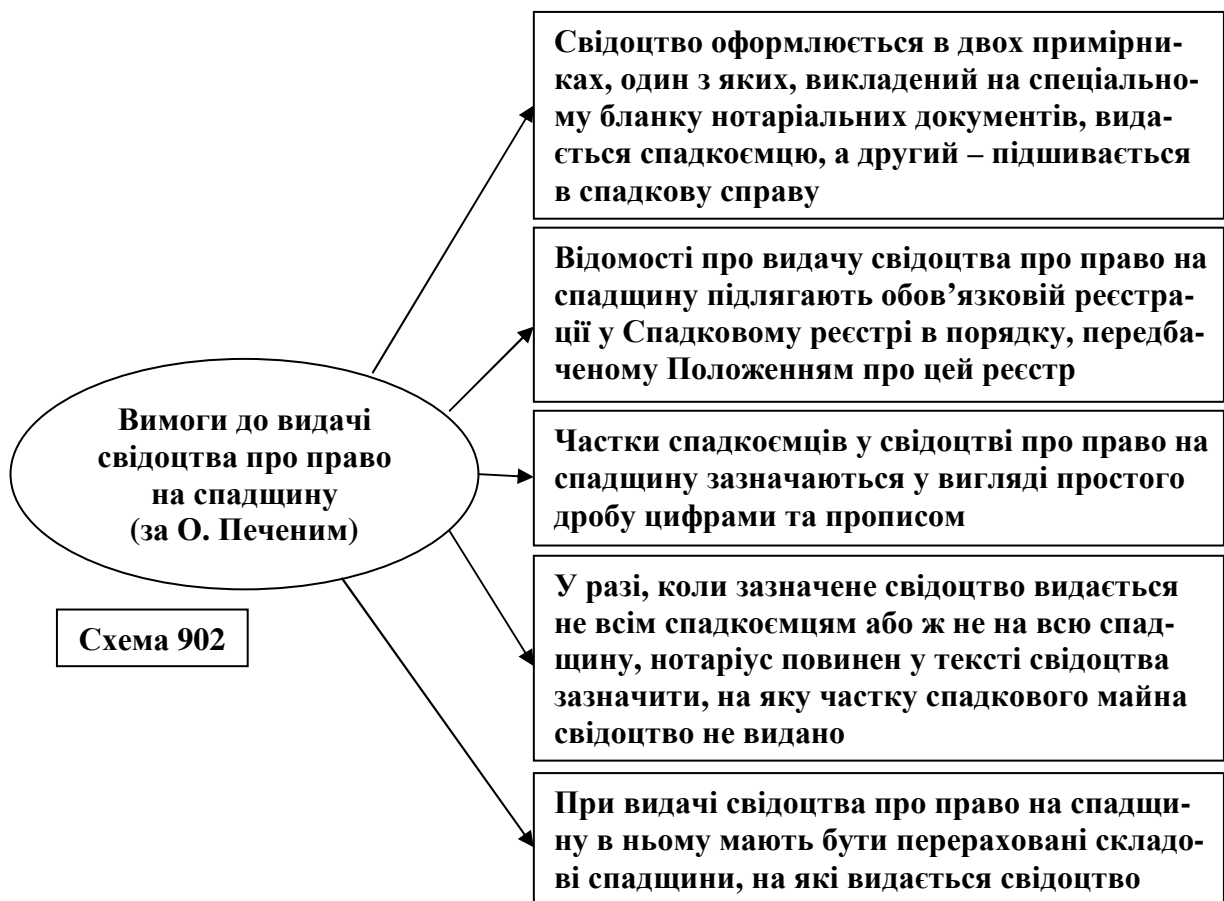 Свідоцтво оформлюється в двох примірни-
ках, один з яких, викладений на спеціально-
му бланку нотаріальних документів, вида-
ється спадкоємцю, а другий – підшивається
в спадкову справу
Відомості про видачу свідоцтва про право на
спадщину підлягають обов’язковій реєстра-
ції у Спадковому реєстрі в порядку, передба-
ченому Положенням про цей реєстр
Вимоги до видачі
свідоцтва про право
на спадщину
(за О. Печеним)
Частки спадкоємців у свідоцтві про право на
спадщину зазначаються у вигляді простого
дробу цифрами та прописом
У разі, коли зазначене свідоцтво видається
не всім спадкоємцям або ж не на всю спад-
щину, нотаріус повинен у тексті свідоцтва
зазначити, на яку частку спадкового майна
свідоцтво не видано
Схема 902
При видачі свідоцтва про право на спадщи-
ну в ньому мають бути перераховані складо-
ві спадщини, на які видається свідоцтво